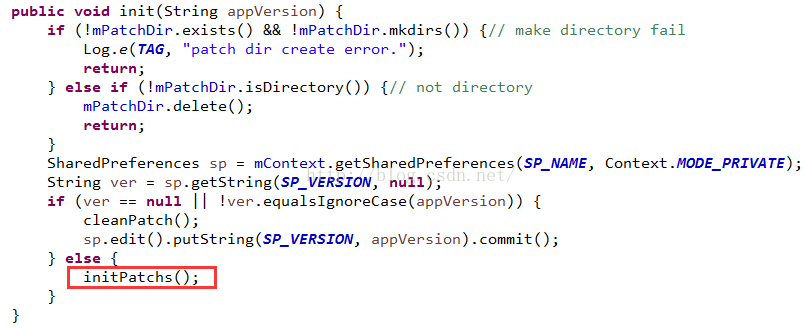 public void init(String appVersion) {
    if (!mPatchDir.exists() && !mPatchDir.mkdirs()) {// make directory fail
        Log.e(TAG, "patch dir create error.");
        return;
    } else if (!mPatchDir.isDirectory()) {// not directory
        mPatchDir.delete();
        return;
    }
    SharedPreferences sp = mContext.getSharedPreferences(SP_NAME, Context.MODE_PRIVATE);
http://blog.csdn.net/
    String ver = sp.getString(SP_VERSION, null);
    if (ver == null || !ver.equalsIgnoreCase(appVersion)) {
        cleanPatch();
        sp.edit().putString(SP_VERSION, appVersion).commit();
    } else {
        initPatchs();
    }
}